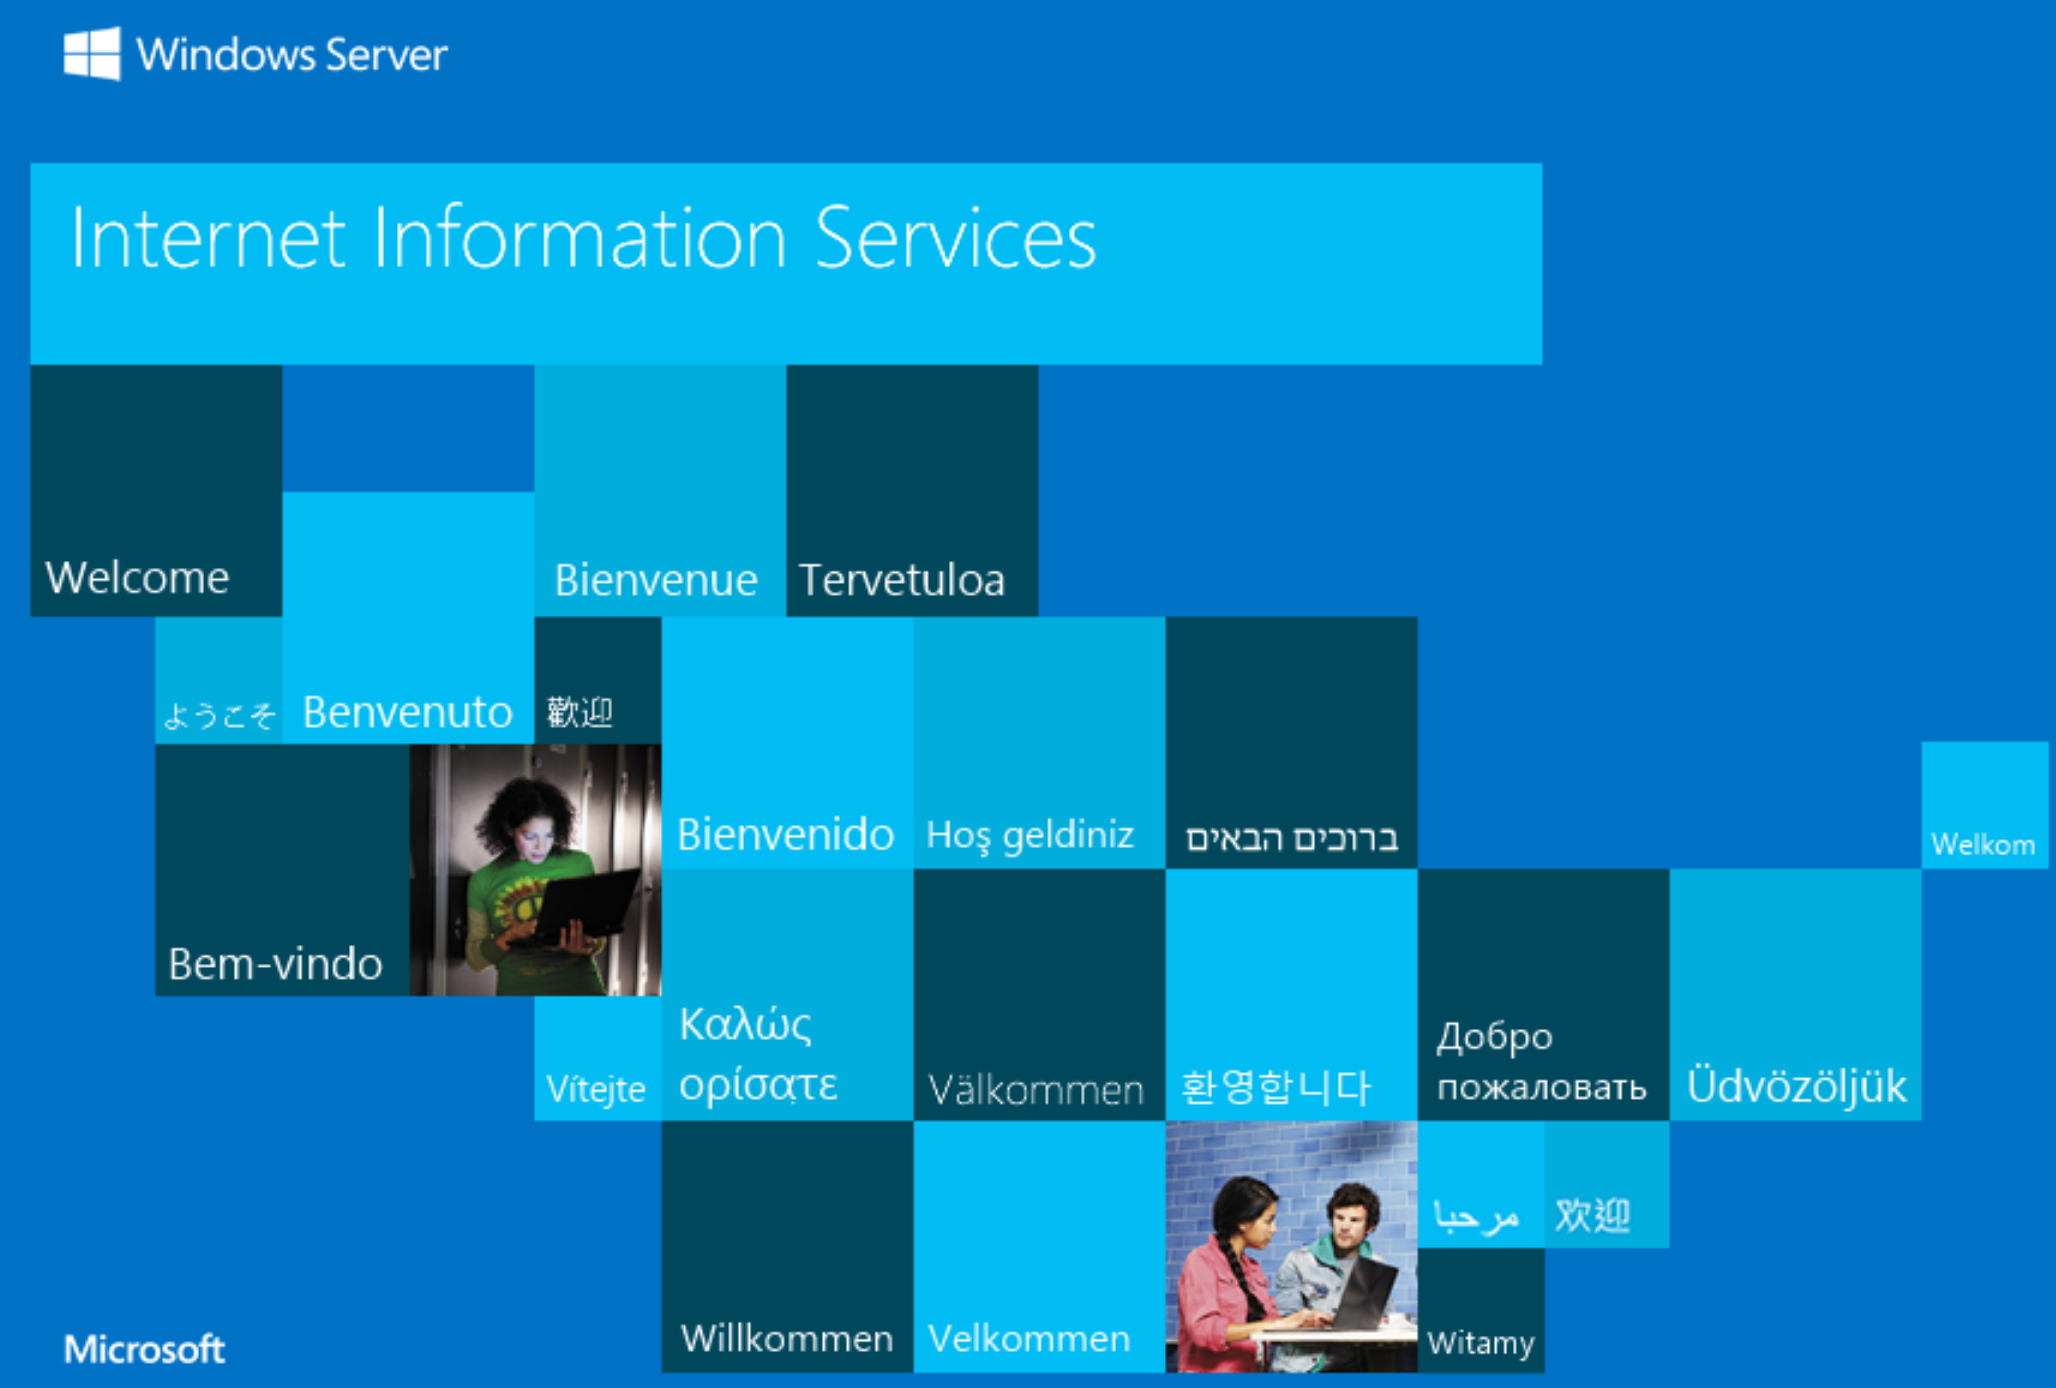 Windows Server
Internet Information Services
Welcome
Bienvenue
Tervetuloa
ようこそ
Benvenuto
歡迎
Bienvenido
Hoş geldiniz
ברוכים הבאים
Welkom
Bem-vindo
Καλώς
ορίσατε
Vítejte
Välkommen
환영합니다
Добро
пожаловать
Üdvözöljük
مرحبا
欢迎
Willkommen
Velkommen
Witamy
Microsoft